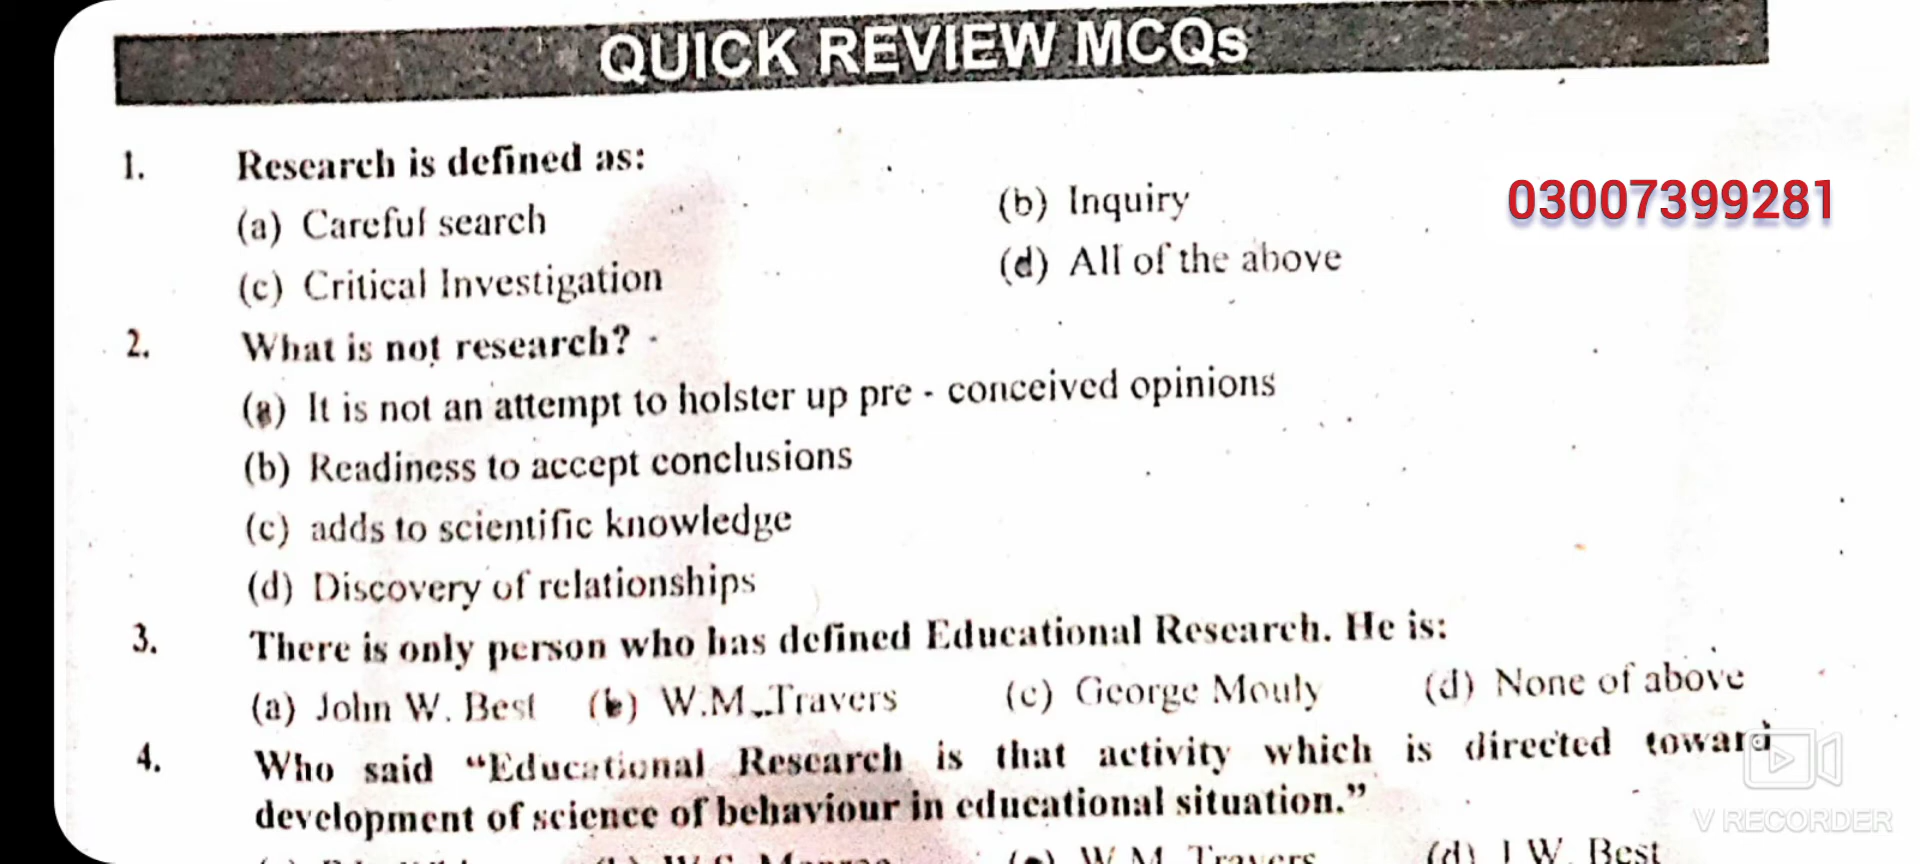 QUICK REVIEW MCQs
1. Research is defined as:
(a) Careful search (b) Inquiry
03007399281
(c) Critical Investigation (d) All of the above
2. What is not research?
(a) It is not an attempt to holster up pre - conceived opinions
(b) Readiness to accept conclusions
(c) adds to scientific knowledge
(d) Discovery of relationships
3. There is only person who has defined Educational Research. He is:
(a) John W. Best (b) W.M. Travers (c) George Mouly (d) None of above
4. Who said “Educational Research is that activity which is directed toward
development of science of behaviour in educational situation.”
V RECORDER
W.M. Travers (d) J.W. Best